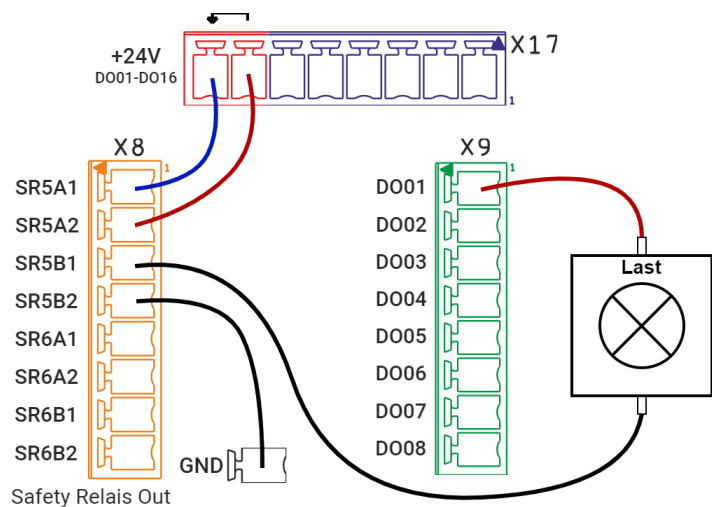 X17
+24V
DO01-DO16
1
X8
1
X9
1
SR5A1
SR5A2
SR5B1
SR5B2
SR6A1
SR6A2
SR6B1
SR6B2
DO01
DO02
DO03
DO04
DO05
DO06
DO07
DO08
Last
GND
Safety Relais Out